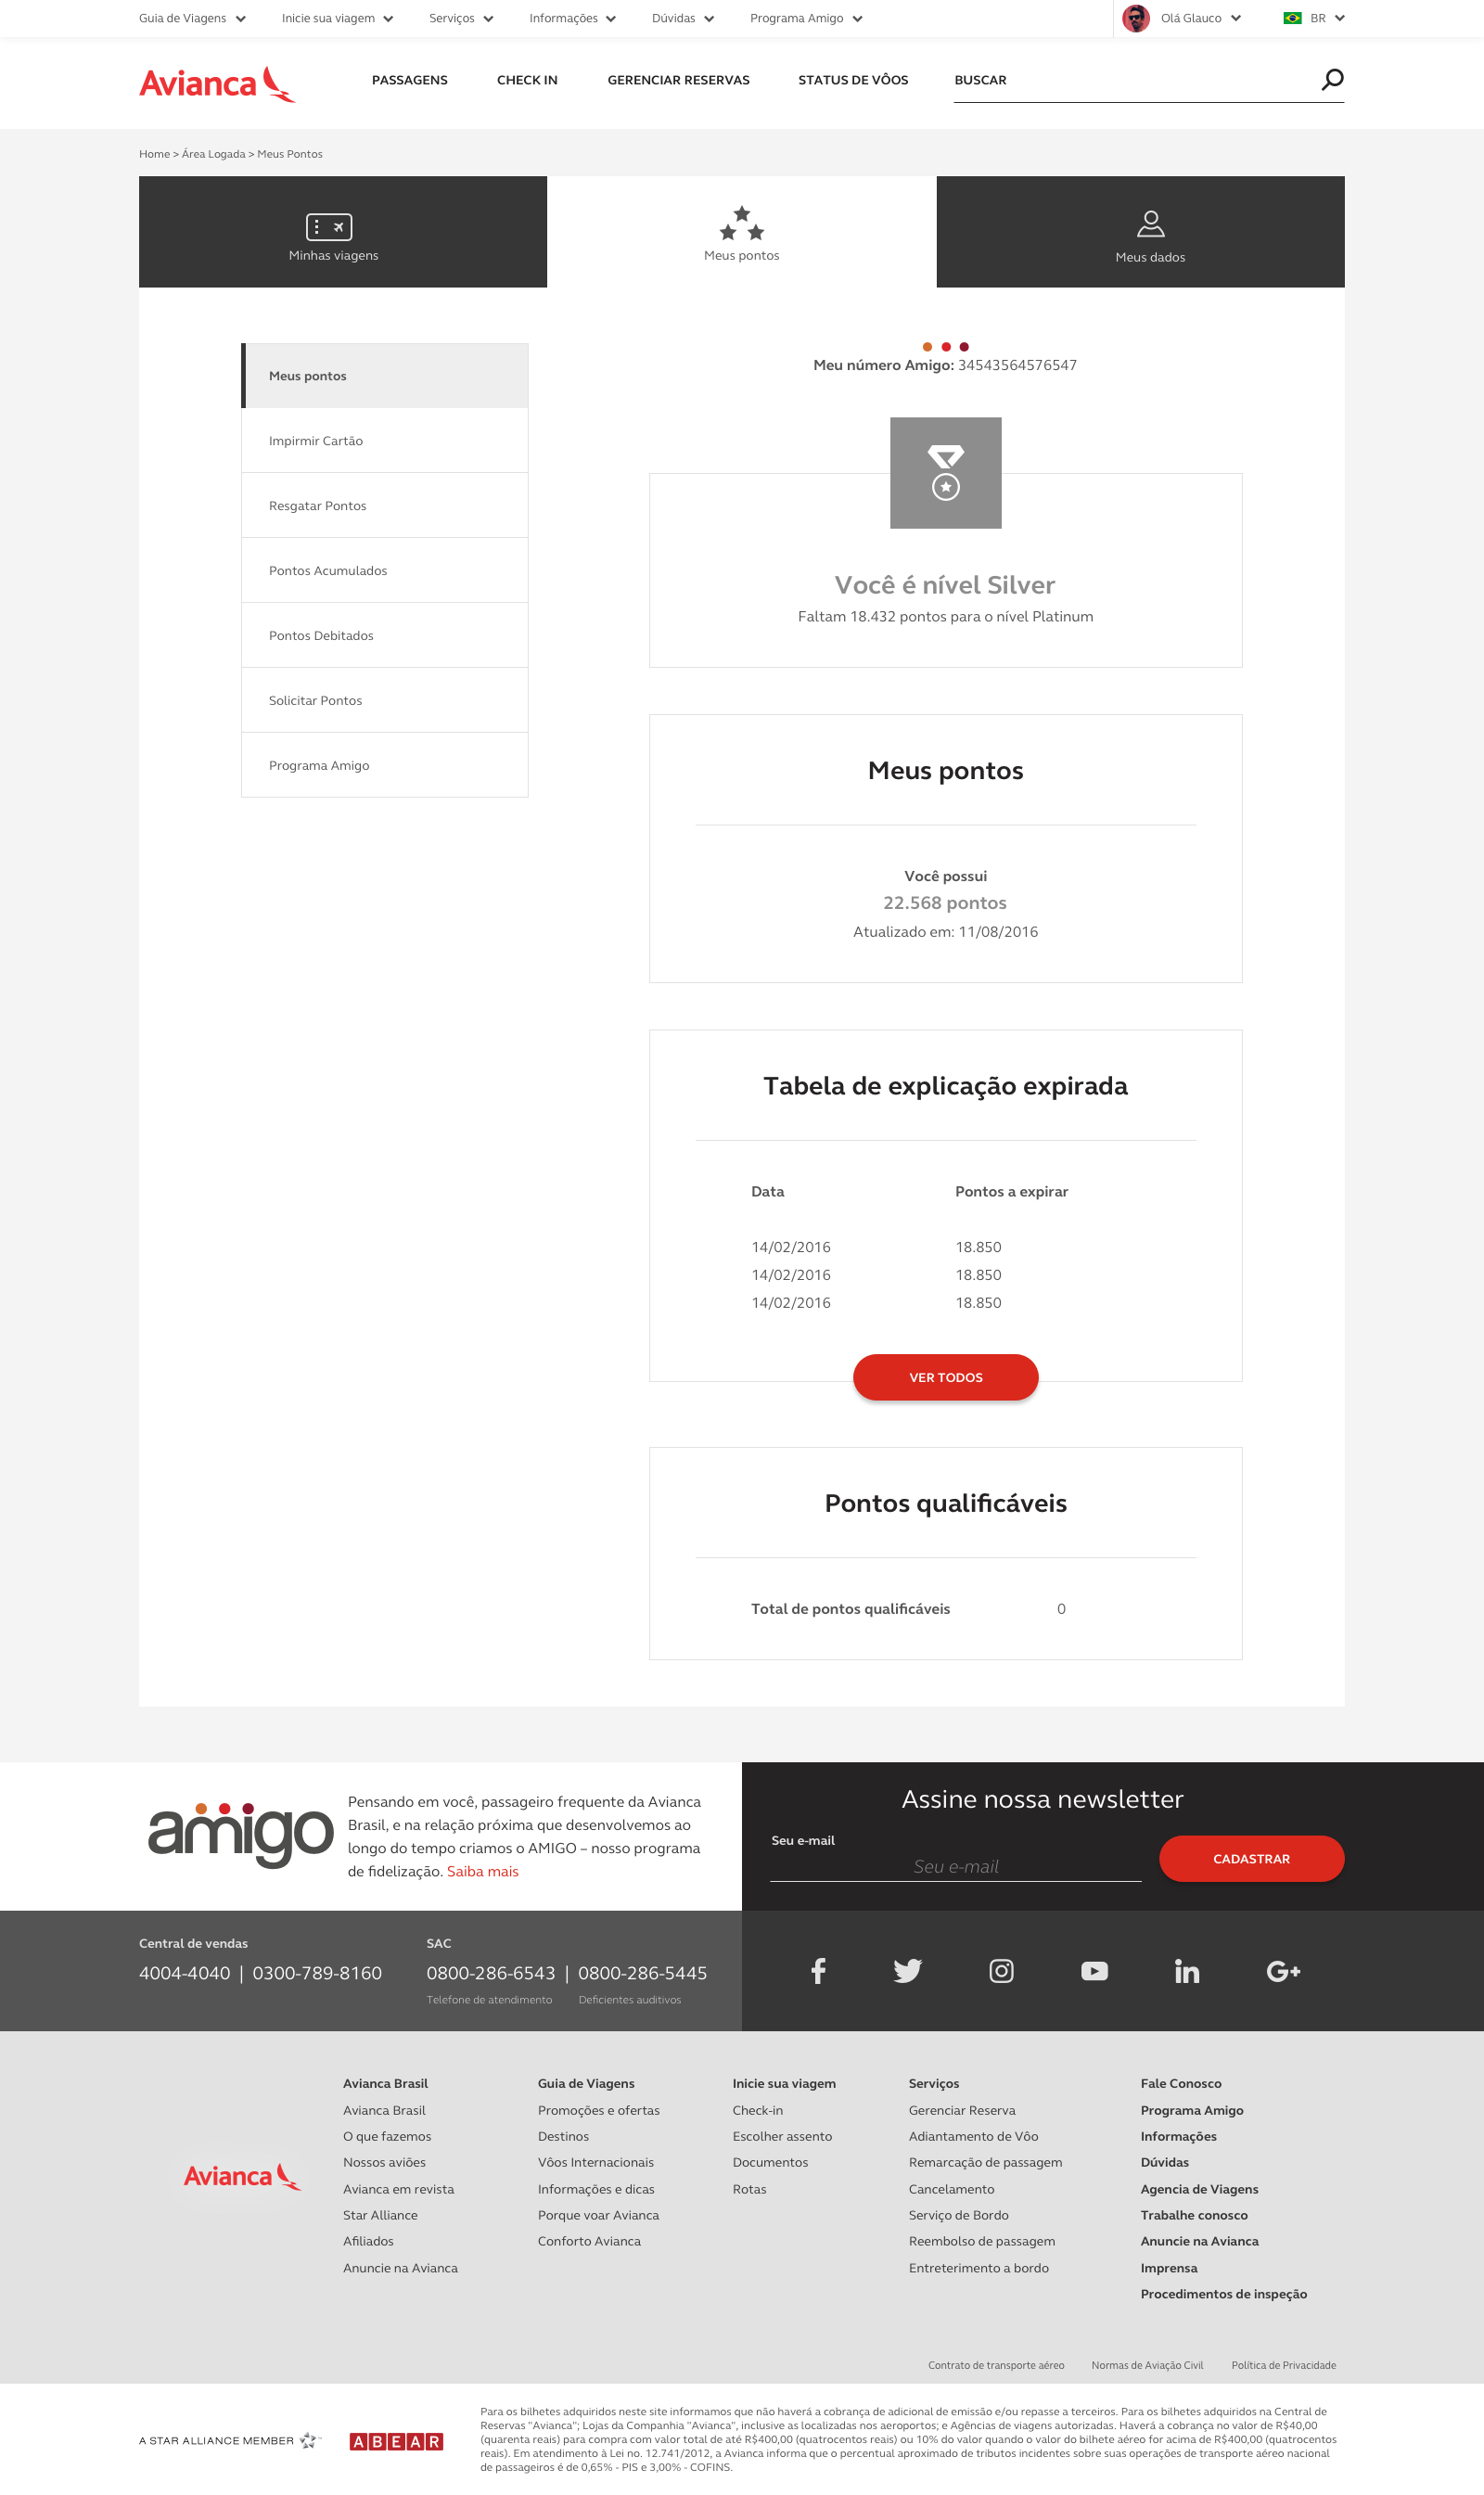 Guia de Viagens
Inicie sua viagem
Serviços
Informações
Dúvidas
Programa Amigo
Olá Glauco
BR
Avianca
PASSAGENS
CHECK IN
GERENCIAR RESERVAS
STATUS DE VÔOS
BUSCAR
Home > Área Logada > Meus Pontos
Minhas viagens
Meus pontos
Meus dados
Meus pontos
Impirmir Cartão
Resgatar Pontos
Pontos Acumulados
Pontos Debitados
Solicitar Pontos
Programa Amigo
Meu número Amigo: 34543564576547
Você é nível Silver
Faltam 18.432 pontos para o nível Platinum
Meus pontos
Você possui
22.568 pontos
Atualizado em: 11/08/2016
Tabela de explicação expirada
Data Pontos a expirar
14/02/2016 18.850
14/02/2016 18.850
14/02/2016 18.850
VER TODOS
Pontos qualificáveis
Total de pontos qualificáveis 0
amigo
Pensando em você, passageiro frequente da Avianca
Brasil, e na relação próxima que desenvolvemos ao
longo do tempo criamos o AMIGO – nosso programa
de fidelização. Saiba mais
Assine nossa newsletter
Seu e-mail
Seu e-mail
CADASTRAR
Central de vendas
4004-4040 | 0300-789-8160
SAC
0800-286-6543 | 0800-286-5445
Telefone de atendimento Deficientes auditivos
f
in
G+
Avianca
Avianca Brasil
Avianca Brasil
O que fazemos
Nossos aviões
Avianca em revista
Star Alliance
Afiliados
Anuncie na Avianca
Guia de Viagens
Promoções e ofertas
Destinos
Vôos Internacionais
Informações e dicas
Porque voar Avianca
Conforto Avianca
Inicie sua viagem
Check-in
Escolher assento
Documentos
Rotas
Serviços
Gerenciar Reserva
Adiantamento de Vôo
Remarcação de passagem
Cancelamento
Serviço de Bordo
Reembolso de passagem
Entreterimento a bordo
Fale Conosco
Programa Amigo
Informações
Dúvidas
Agencia de Viagens
Trabalhe conosco
Anuncie na Avianca
Imprensa
Procedimentos de inspeção
Contrato de transporte aéreo
Normas de Aviação Civil
Política de Privacidade
A STAR ALLIANCE MEMBER
ABEAR
Para os bilhetes adquiridos neste site informamos que não haverá a cobrança de adicional de emissão e/ou repasse a terceiros. Para os bilhetes adquiridos na Central de
Reservas "Avianca"; Lojas da Companhia "Avianca", inclusive as localizadas nos aeroportos; e Agências de viagens autorizadas. Haverá a cobrança no valor de R$40,00
(quarenta reais) para compra com valor total de até R$400,00 (quatrocentos reais) ou 10% do valor quando o valor do bilhete aéreo for acima de R$400,00 (quatrocentos
reais). Em atendimento à Lei no. 12.741/2012, a Avianca informa que o percentual aproximado de tributos incidentes sobre suas operações de transporte aéreo nacional
de passageiros é de 0,65% - PIS e 3,00% - COFINS.